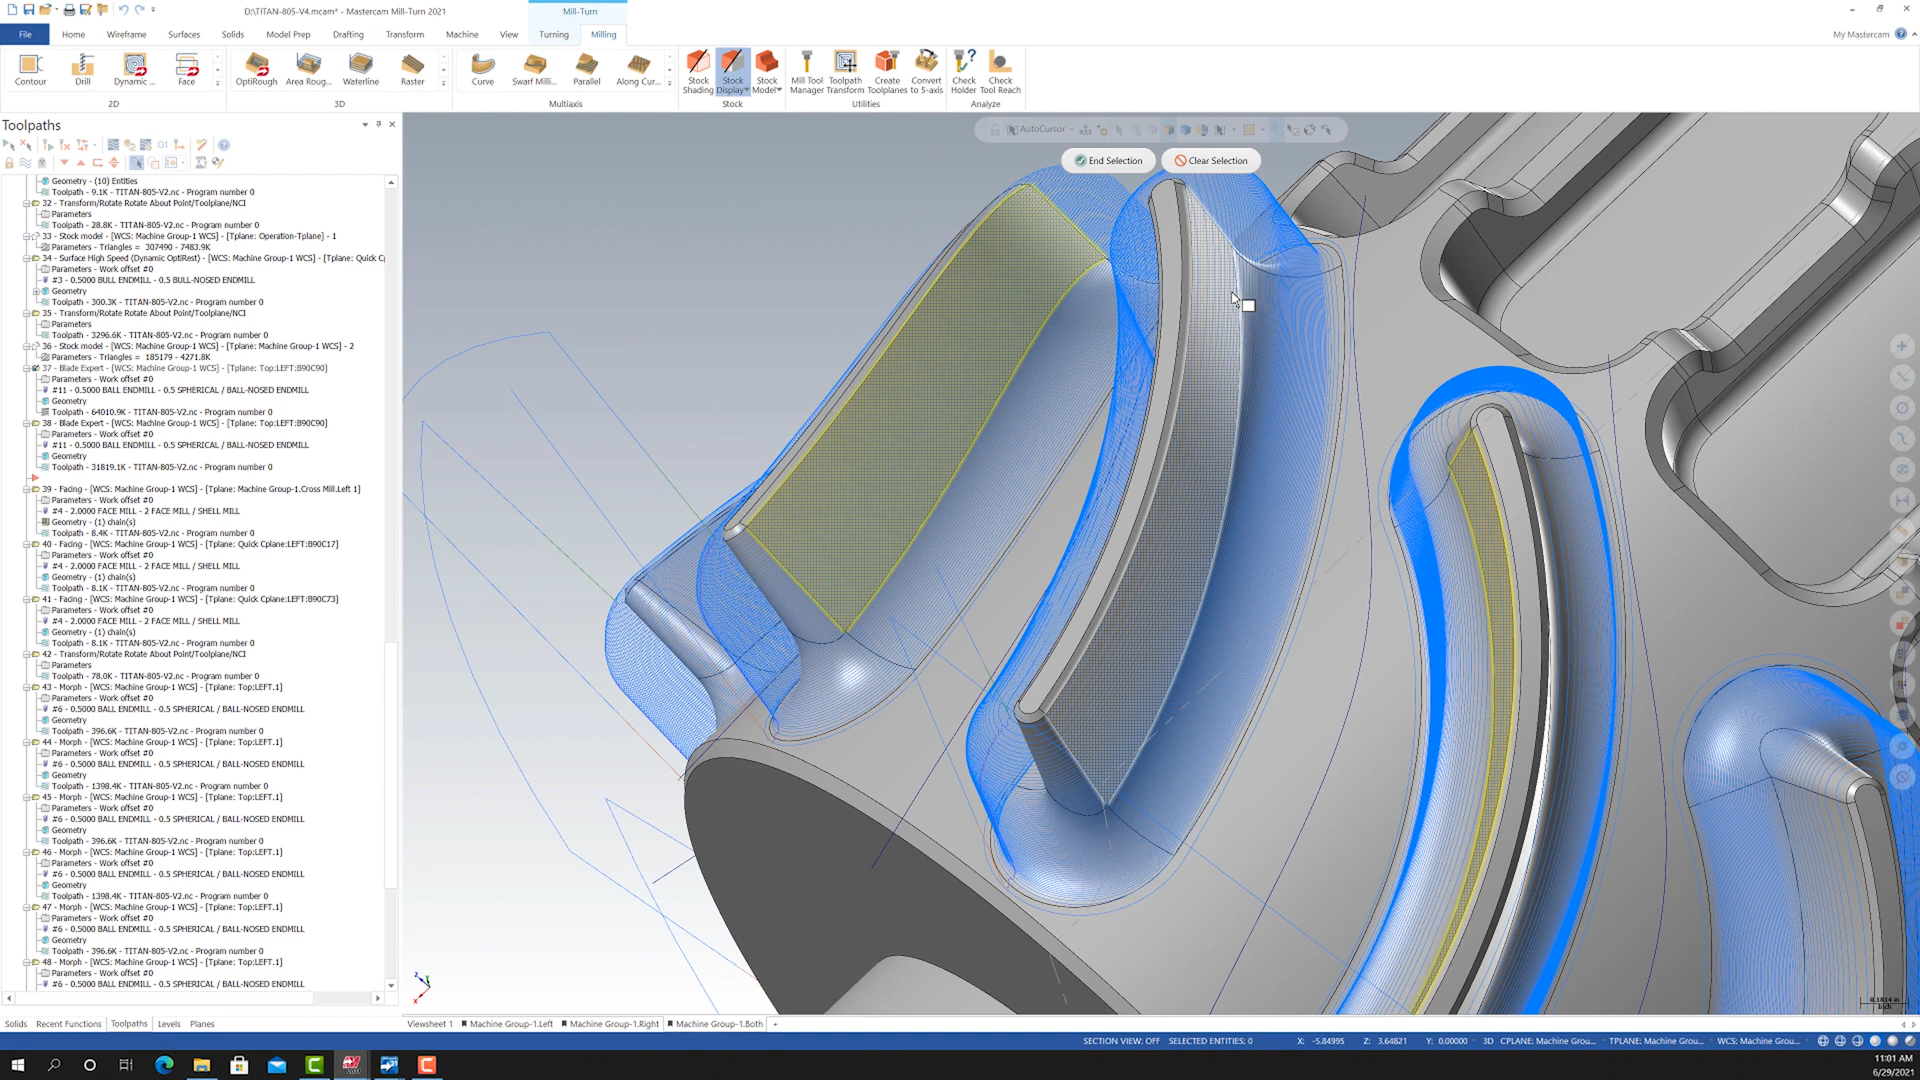 D:\TITAN-805-V4.mcam* - Mastercam Mill-Turn 2021
Mill-Turn
File
Home
Wireframe
Surfaces
Solids
Model Prep
Drafting
Transform
Machine
View
Turning
Milling
My Mastercam
Contour
Drill
Dynamic ...
Face
OptiRough
Area Roug...
Waterline
Raster
Curve
Swarf Milli...
Parallel
Along Cur...
Stock Shading
Stock Display
Stock Model
Mill Tool Manager
Toolpath Transform
Create Toolplanes
Convert to 5-axis
Check Holder
Check Tool Reach
2D
3D
Multiaxis
Stock
Utilities
Analyze
Toolpaths
AutoCursor
End Selection
Clear Selection
G1
Geometry - (10) Entities
Toolpath - 9.1K - TITAN-805-V2.nc - Program number 0
32 - Transform/Rotate Rotate About Point/Toolplane/NCI
Parameters
Toolpath - 28.8K - TITAN-805-V2.nc - Program number 0
33 - Stock model - [WCS: Machine Group-1 WCS] - [Tplane: Operation-Tplane] - 1
Parameters - Triangles = 307490 - 7483.9K
34 - Surface High Speed (Dynamic OptiRest) - [WCS: Machine Group-1 WCS] - [Tplane: Quick Cp
Parameters - Work offset #0
#3 - 0.5000 BALL ENDMILL - 0.5 BULL-NOSED ENDMILL
Geometry
Toolpath - 300.3K - TITAN-805-V2.nc - Program number 0
35 - Transform/Rotate Rotate About Point/Toolplane/NCI
Parameters
Toolpath - 3296.6K - TITAN-805-V2.nc - Program number 0
36 - Stock model - [WCS: Machine Group-1 WCS] - [Tplane: Machine Group-1 WCS] - 2
Parameters - Triangles = 185179 - 4271.8K
37 - Blade Expert - [WCS: Machine Group-1 WCS] - [Tplane: Top:LEFT:B90C90]
Parameters - Work offset #0
#11 - 0.5000 BALL ENDMILL - 0.5 SPHERICAL / BALL-NOSED ENDMILL
Geometry
Toolpath - 64010.9K - TITAN-805-V2.nc - Program number 0
38 - Blade Expert - [WCS: Machine Group-1 WCS] - [Tplane: Top:LEFT:B90C90]
Parameters - Work offset #0
#11 - 0.5000 BALL ENDMILL - 0.5 SPHERICAL / BALL-NOSED ENDMILL
Geometry
Toolpath - 31819.1K - TITAN-805-V2.nc - Program number 0
39 - Facing - [WCS: Machine Group-1 WCS] - [Tplane: Machine Group-1.Cross Mill.Left 1]
Parameters - Work offset #0
#4 - 2.0000 FACE MILL - 2 FACE MILL / SHELL MILL
Geometry - (1) chain(s)
Toolpath - 8.4K - TITAN-805-V2.nc - Program number 0
40 - Facing - [WCS: Machine Group-1 WCS] - [Tplane: Quick Cplane:LEFT:B90C17]
Parameters - Work offset #0
#4 - 2.0000 FACE MILL - 2 FACE MILL / SHELL MILL
Geometry - (1) chain(s)
Toolpath - 8.1K - TITAN-805-V2.nc - Program number 0
41 - Facing - [WCS: Machine Group-1 WCS] - [Tplane: Quick Cplane:LEFT:B90C73]
Parameters - Work offset #0
#4 - 2.0000 FACE MILL - 2 FACE MILL / SHELL MILL
Geometry - (1) chain(s)
Toolpath - 8.1K - TITAN-805-V2.nc - Program number 0
42 - Transform/Rotate Rotate About Point/Toolplane/NCI
Parameters
Toolpath - 78.0K - TITAN-805-V2.nc - Program number 0
43 - Morph - [WCS: Machine Group-1 WCS] - [Tplane: Top:LEFT.1]
Parameters - Work offset #0
#6 - 0.5000 BALL ENDMILL - 0.5 SPHERICAL / BALL-NOSED ENDMILL
Geometry
Toolpath - 396.6K - TITAN-805-V2.nc - Program number 0
44 - Morph - [WCS: Machine Group-1 WCS] - [Tplane: Top:LEFT.1]
Parameters - Work offset #0
#6 - 0.5000 BALL ENDMILL - 0.5 SPHERICAL / BALL-NOSED ENDMILL
Geometry
Toolpath - 1398.4K - TITAN-805-V2.nc - Program number 0
45 - Morph - [WCS: Machine Group-1 WCS] - [Tplane: Top:LEFT.1]
Parameters - Work offset #0
#6 - 0.5000 BALL ENDMILL - 0.5 SPHERICAL / BALL-NOSED ENDMILL
Geometry
Toolpath - 396.6K - TITAN-805-V2.nc - Program number 0
46 - Morph - [WCS: Machine Group-1 WCS] - [Tplane: Top:LEFT.1]
Parameters - Work offset #0
#6 - 0.5000 BALL ENDMILL - 0.5 SPHERICAL / BALL-NOSED ENDMILL
Geometry
Toolpath - 1398.4K - TITAN-805-V2.nc - Program number 0
47 - Morph - [WCS: Machine Group-1 WCS] - [Tplane: Top:LEFT.1]
Parameters - Work offset #0
#6 - 0.5000 BALL ENDMILL - 0.5 SPHERICAL / BALL-NOSED ENDMILL
Geometry
Toolpath - 396.6K - TITAN-805-V2.nc - Program number 0
48 - Morph - [WCS: Machine Group-1 WCS] - [Tplane: Top:LEFT.1]
Parameters - Work offset #0
#6 - 0.5000 BALL ENDMILL - 0.5 SPHERICAL / BALL-NOSED ENDMILL
Z Y
X
0.1814 in
Inch
Solids
Recent Functions
Toolpaths
Levels
Planes
Viewsheet 1
Machine Group-1.Left
Machine Group-1.Right
Machine Group-1.Both
+
SECTION VIEW: OFF
SELECTED ENTITIES: 0
X: -5.84995
Z: 3.64821
Y: 0.00000
3D
CPLANE: Machine Grou...
TPLANE: Machine Grou...
WCS: Machine Grou...
11:01 AM
6/29/2021